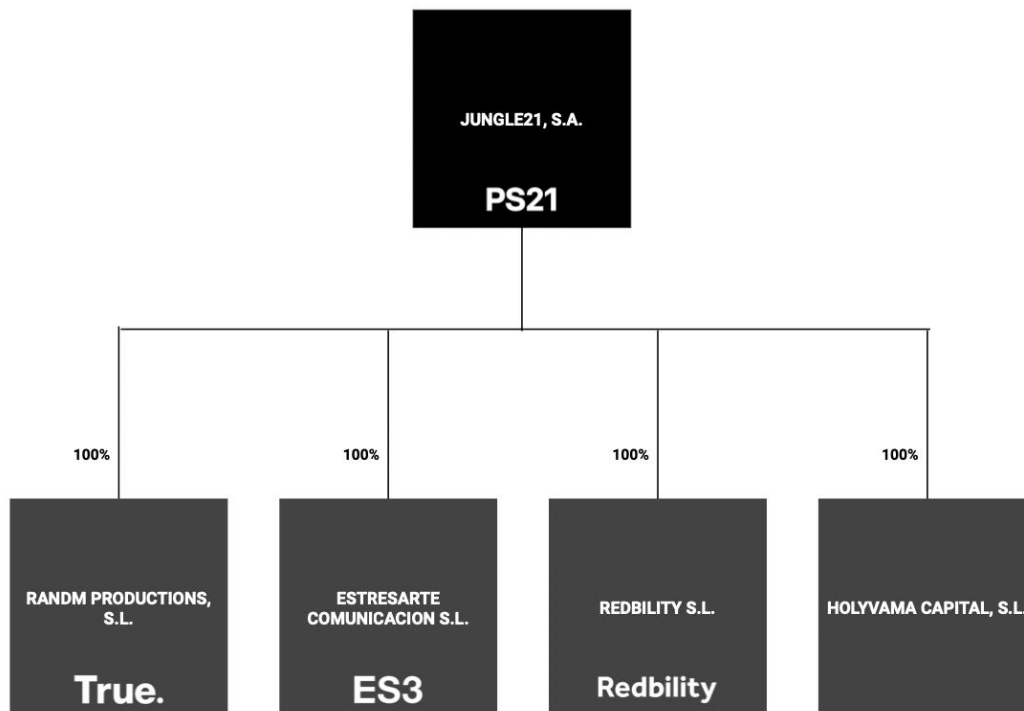 JUNGLE21, S.A.
PS21
100%
100%
100%
100%
RANDM PRODUCTIONS,
S.L.
True.
ESTRESARTE
COMUNICACION S.L.
ES3
REDBILITY S.L.
Redbility
HOLYVAMA CAPITAL, S.L.